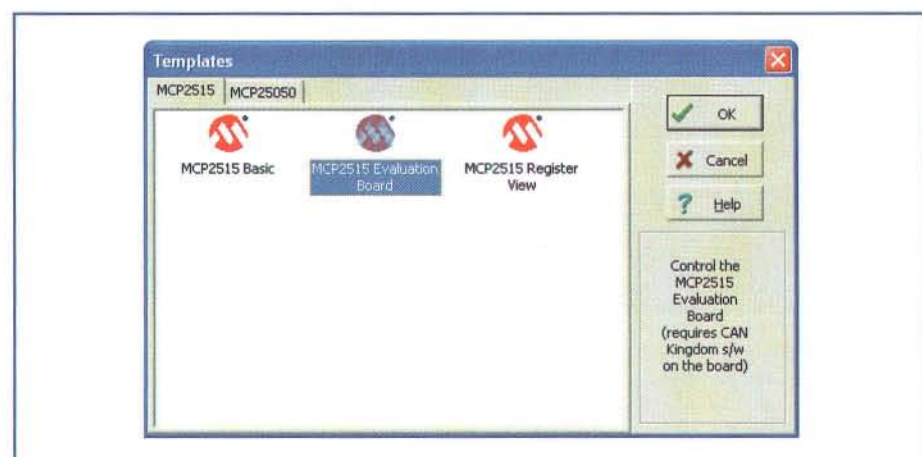 Templates
MCP2515 MCP25050
MCP2515 Basic
MCP2515 Evaluation
Board
MCP2515 Register
View
OK
Cancel
Help
Control the
MCP2515
Evaluation
Board
(requires CAN
Kingdom s/w
on the board)